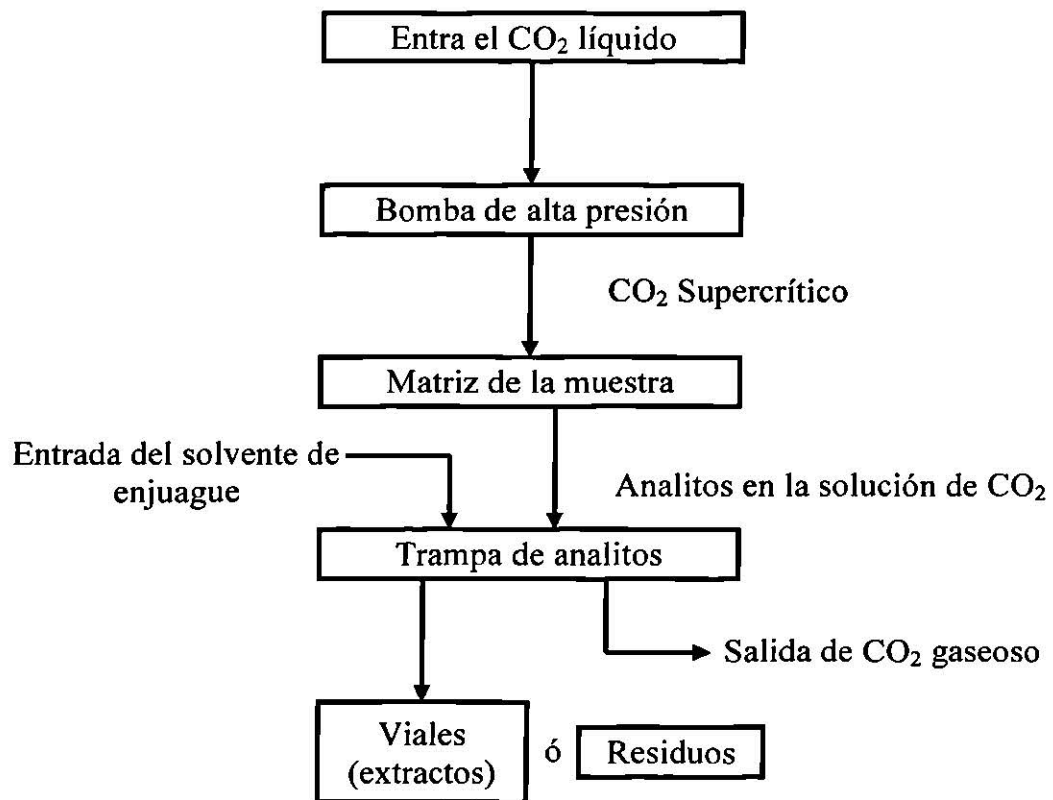 Entra el CO₂ líquido
Bomba de alta presión
CO₂ Supercrítico
Matriz de la muestra
Entrada del solvente de
enjuague
Analitos en la solución de CO₂
Trampa de analitos
Salida de CO₂ gaseoso
Viales
(extractos)
ó
Residuos